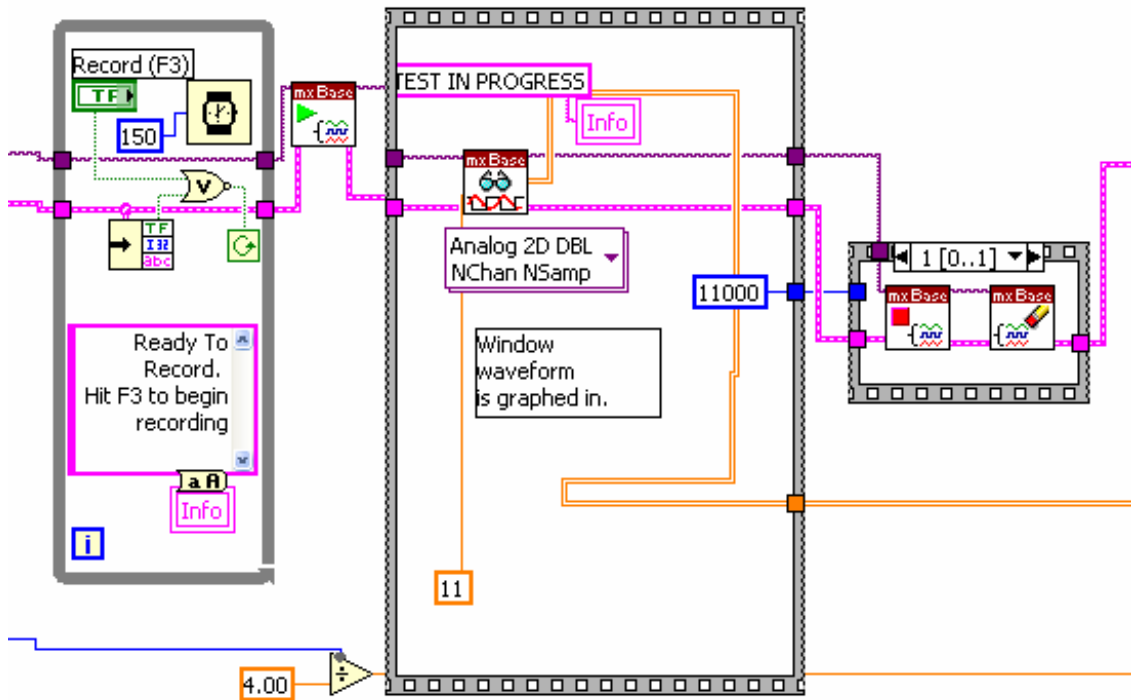 Record (F3)
TF
150
V
TF
I32
abc
Ready To
Record.
Hit F3 to begin
recording
aA
Info
i
mxBase
TEST IN PROGRESS
Info
mxBase
Analog 2D DBL
NChan NSamp
11000
Window
waveform
is graphed in.
11
4.00
÷
1 [0..1]
mxBase
mxBase